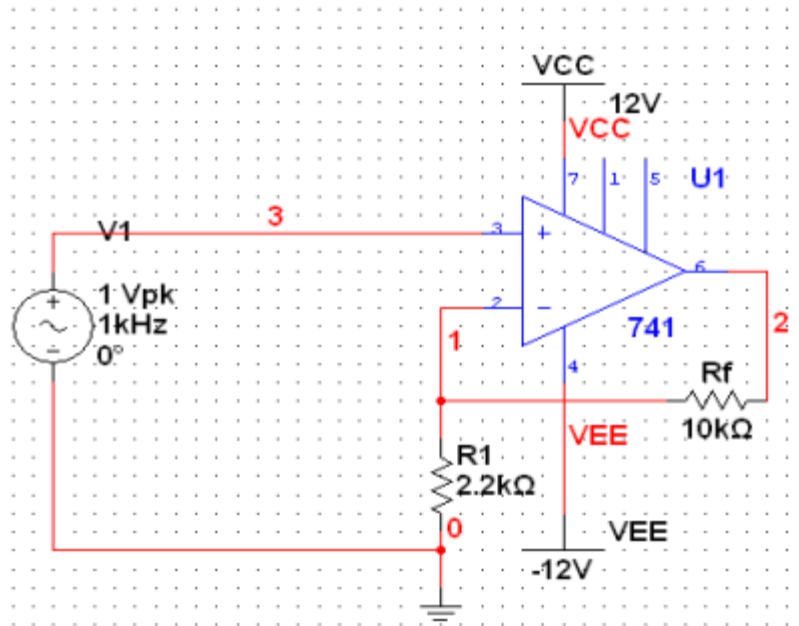 VCC
12V
VCC
7
1
5
U1
3
V1
3
+
6
+
1 Vpk
1kHz
0°
−
2
−
741
2
1
4
Rf
10kΩ
VEE
R1
2.2kΩ
0
VEE
-12V